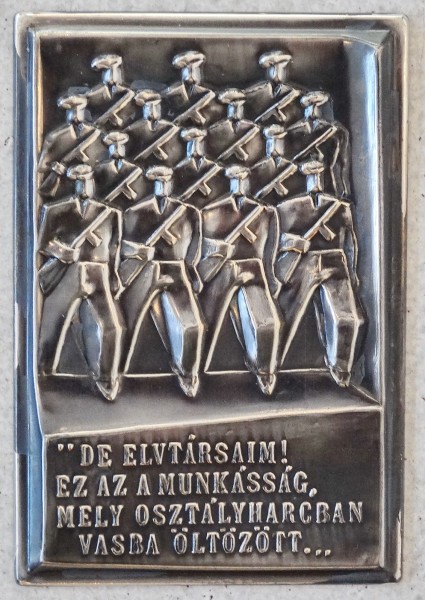 "DE ELVTÁRSAIM!
EZ AZ A MUNKÁSSÁG,
MELY OSZTÁLYHARCBAN
VASBA ÖLTÖZÖTT...